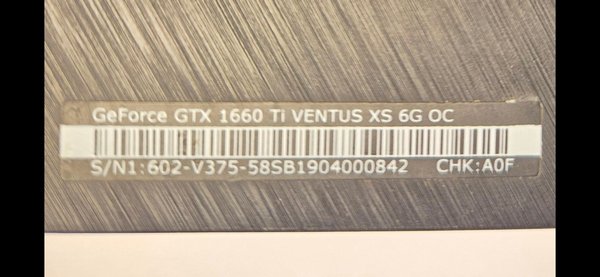 GeForce GTX 1660 Ti VENTUS XS 6G OC
S/N1:602-V375-58SB1904000842 CHK:A0F